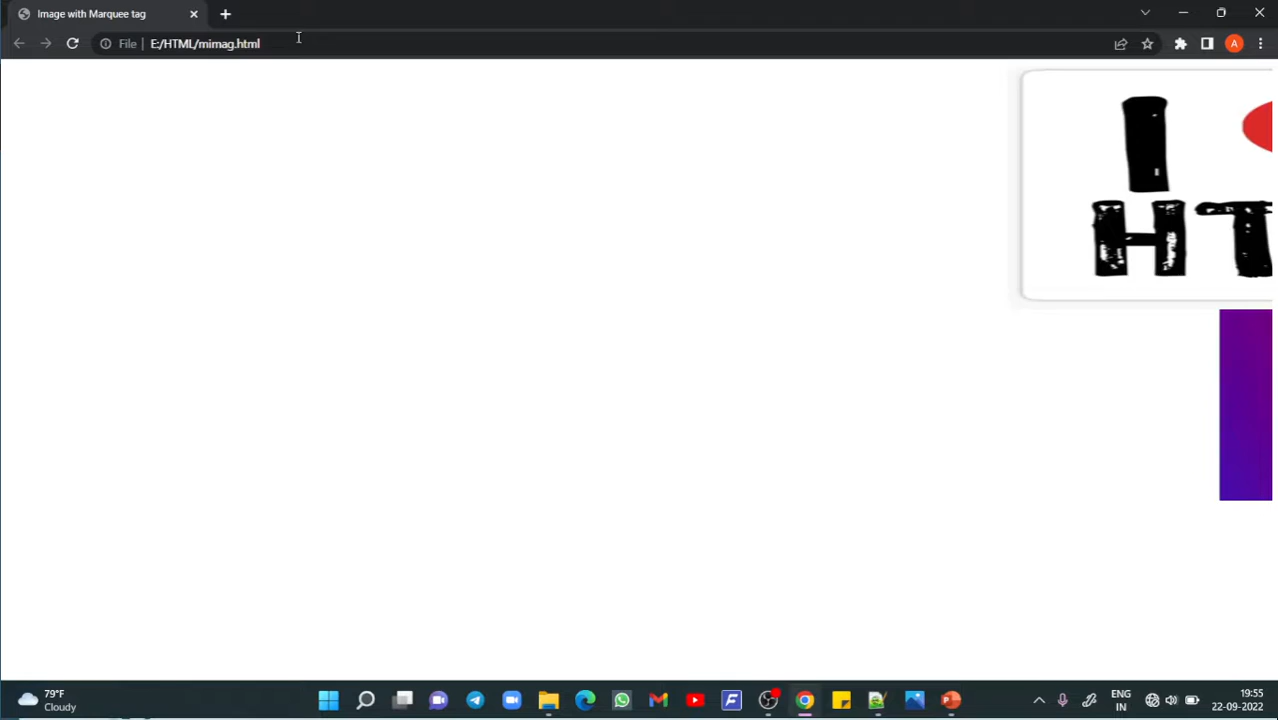 Image with Marquee tag
File
E:/HTML/mimag.html
A
I
HT
79°F
Cloudy
ENG
IN
19:55
22-09-2022